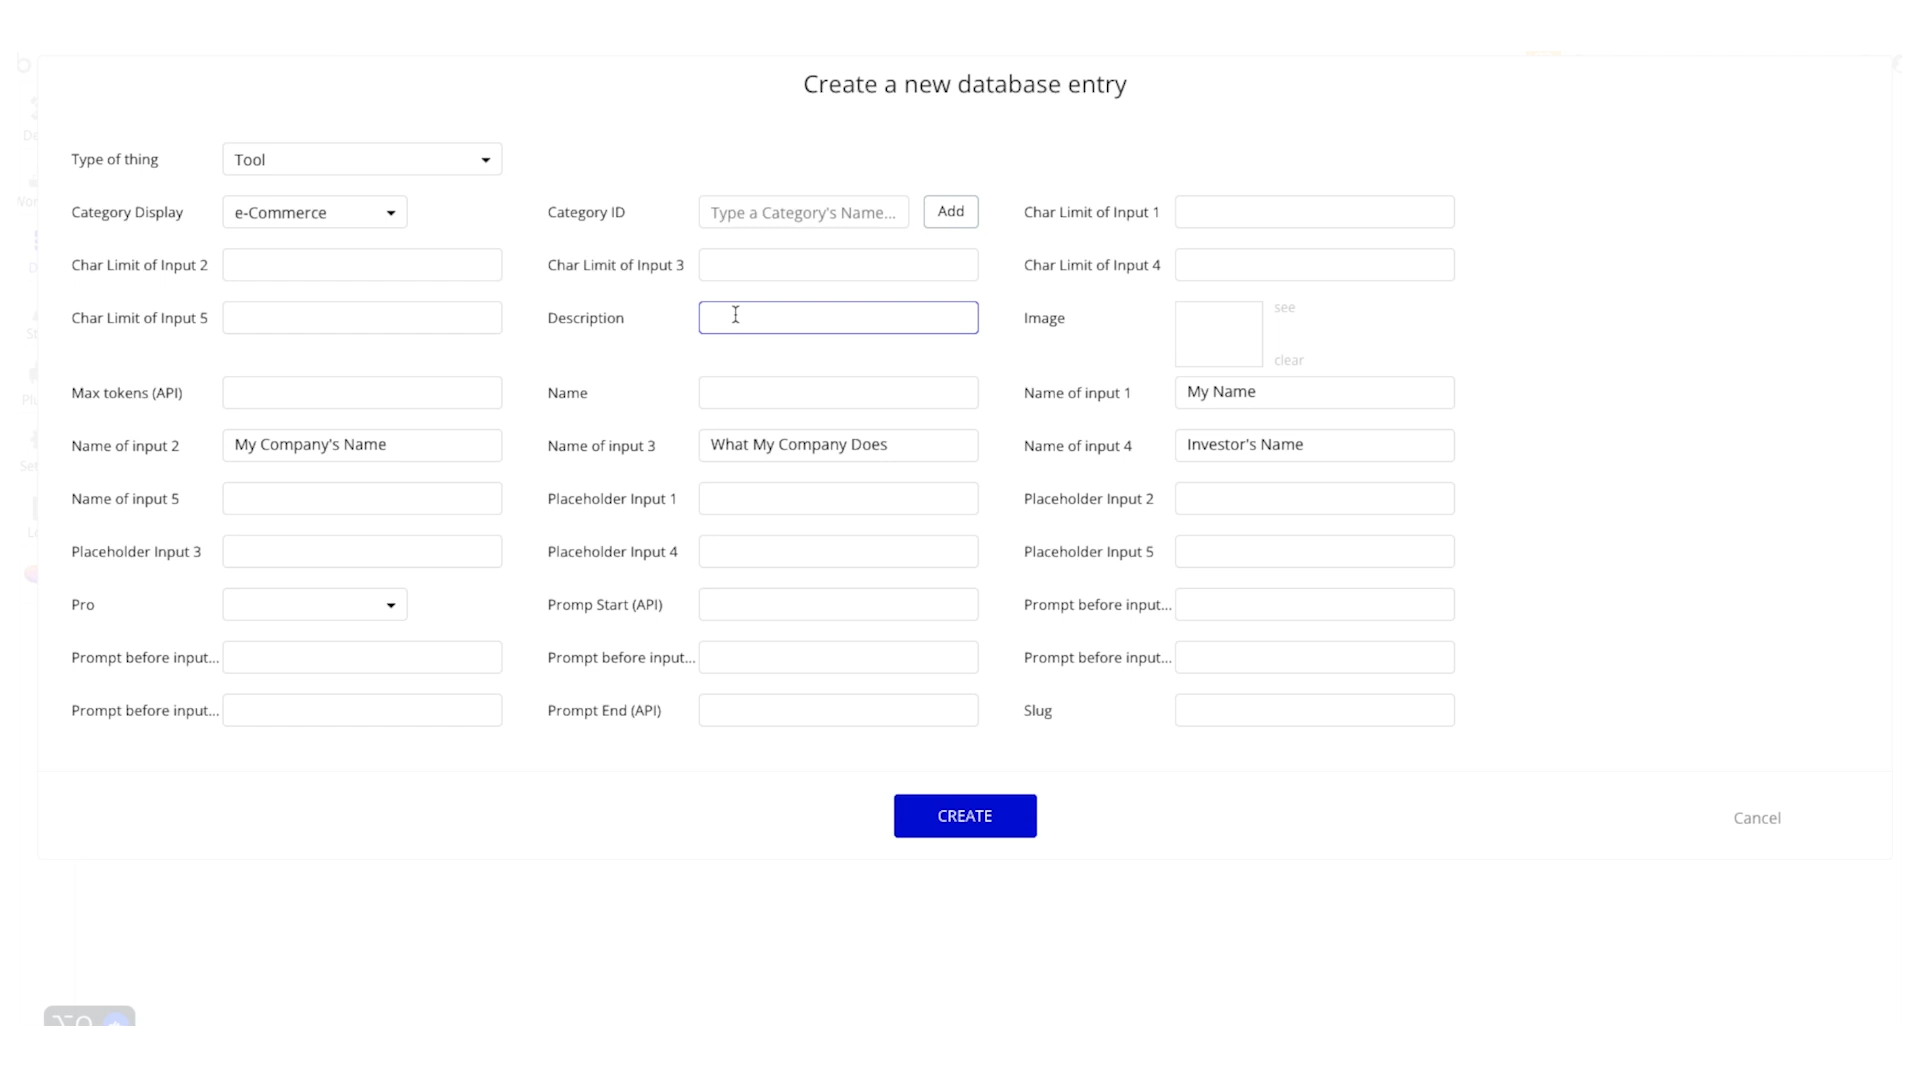 Create a new database entry
Type of thing
Tool
Category Display
e-Commerce
Category ID
Type a Category's Name...
Add
Char Limit of Input 1
Char Limit of Input 2
Char Limit of Input 3
Char Limit of Input 4
Char Limit of Input 5
Description
Image
see
clear
Max tokens (API)
Name
Name of input 1
My Name
Name of input 2
My Company's Name
Name of input 3
What My Company Does
Name of input 4
Investor's Name
Name of input 5
Placeholder Input 1
Placeholder Input 2
Placeholder Input 3
Placeholder Input 4
Placeholder Input 5
Pro
Promp Start (API)
Prompt before input...
Prompt before input...
Prompt before input...
Prompt before input...
Prompt before input...
Prompt End (API)
Slug
CREATE
Cancel